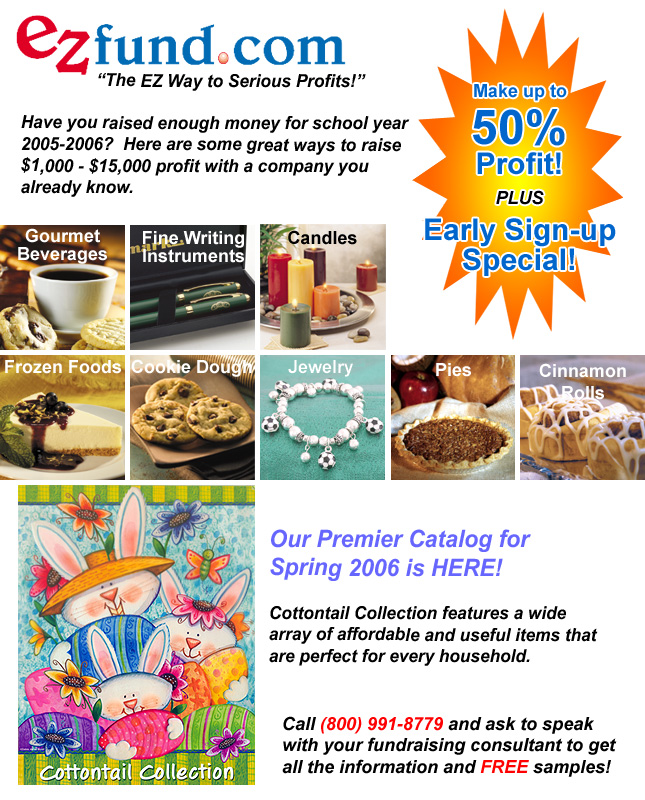 ezfund.com
“The EZ Way to Serious Profits!”
Have you raised enough money for school year
2005-2006? Here are some great ways to raise
$1,000 - $15,000 profit with a company you
already know.
Make up to
50%
Profit!
PLUS
Early Sign-up
Special!
Gourmet
Beverages
Fine Writing
Instruments
Candles
Frozen Foods
Cookie Dough
Jewelry
Pies
Cinnamon
Rolls
Our Premier Catalog for
Spring 2006 is HERE!
Cottontail Collection features a wide
array of affordable and useful items that
are perfect for every household.
Cottontail Collection
Call (800) 991-8779 and ask to speak
with your fundraising consultant to get
all the information and FREE samples!